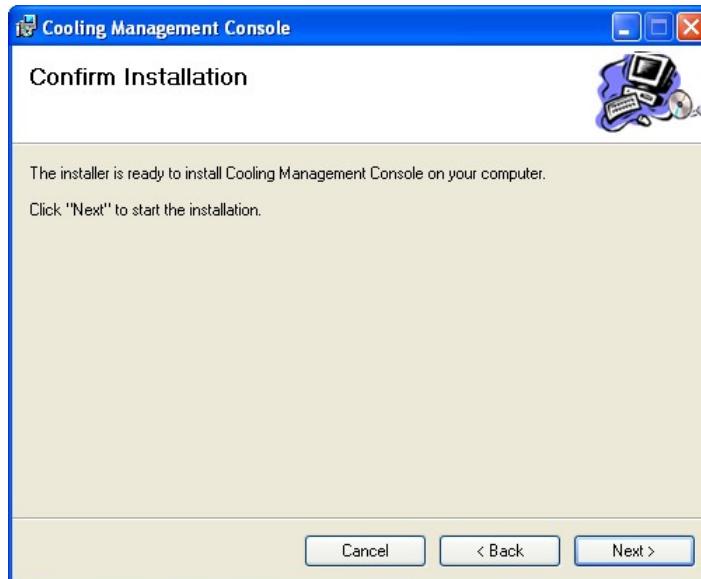 Cooling Management Console
Confirm Installation
The installer is ready to install Cooling Management Console on your computer.
Click "Next" to start the installation.
Cancel
< Back
Next >